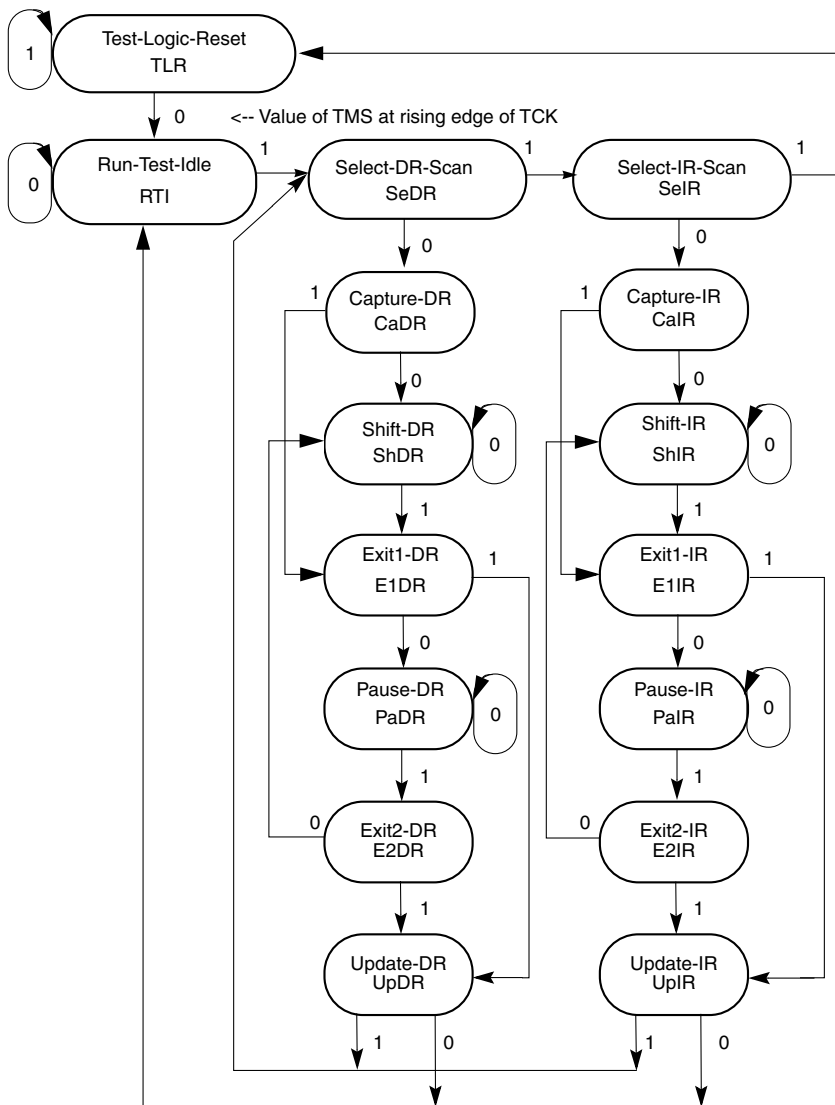 Test-Logic-Reset
TLR
1
0
<-- Value of TMS at rising edge of TCK
Run-Test-Idle
RTI
0
1
Select-DR-Scan
SeDR
1
Select-IR-Scan
SeIR
1
0
0
1
Capture-DR
CaDR
1
Capture-IR
CaIR
0
0
Shift-DR
ShDR
0
Shift-IR
ShIR
0
1
1
Exit1-DR
E1DR
1
Exit1-IR
E1IR
1
0
0
Pause-DR
PaDR
0
Pause-IR
PaIR
0
1
1
0
Exit2-DR
E2DR
0
Exit2-IR
E2IR
1
1
Update-DR
UpDR
Update-IR
UpIR
1
0
1
0